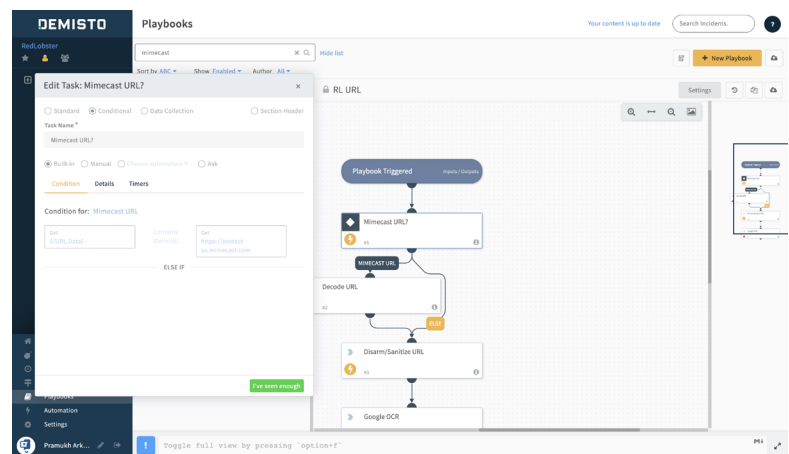 DEMISTO
Playbooks
Your content is up to date
Search Incidents.
?
RedLobster
mimecast
Hide list
+ New Playbook
Sort by ABC
Show Enabled
Author All
Edit Task: Mimecast URL?
×
RL URL
Settings
Standard
Conditional
Data Collection
Section Header
Task Name *
Mimecast URL?
Built-in
Manual
Choose automation
Ask
Condition
Details
Timers
Condition for: Mimecast URL
Get
Contains
(General)
Get
https://protect
us.mimecast.com
ELSE IF
I've seen enough
Playbook Triggered
Inputs / Outputs
Mimecast URL?
MIMECAST URL
Decode URL
ELSE
Disarm/Sanitize URL
Google OCR
Playbooks
Automation
Settings
Pramukh Ark...
!
Toggle full view by pressing `option+f`
M↓